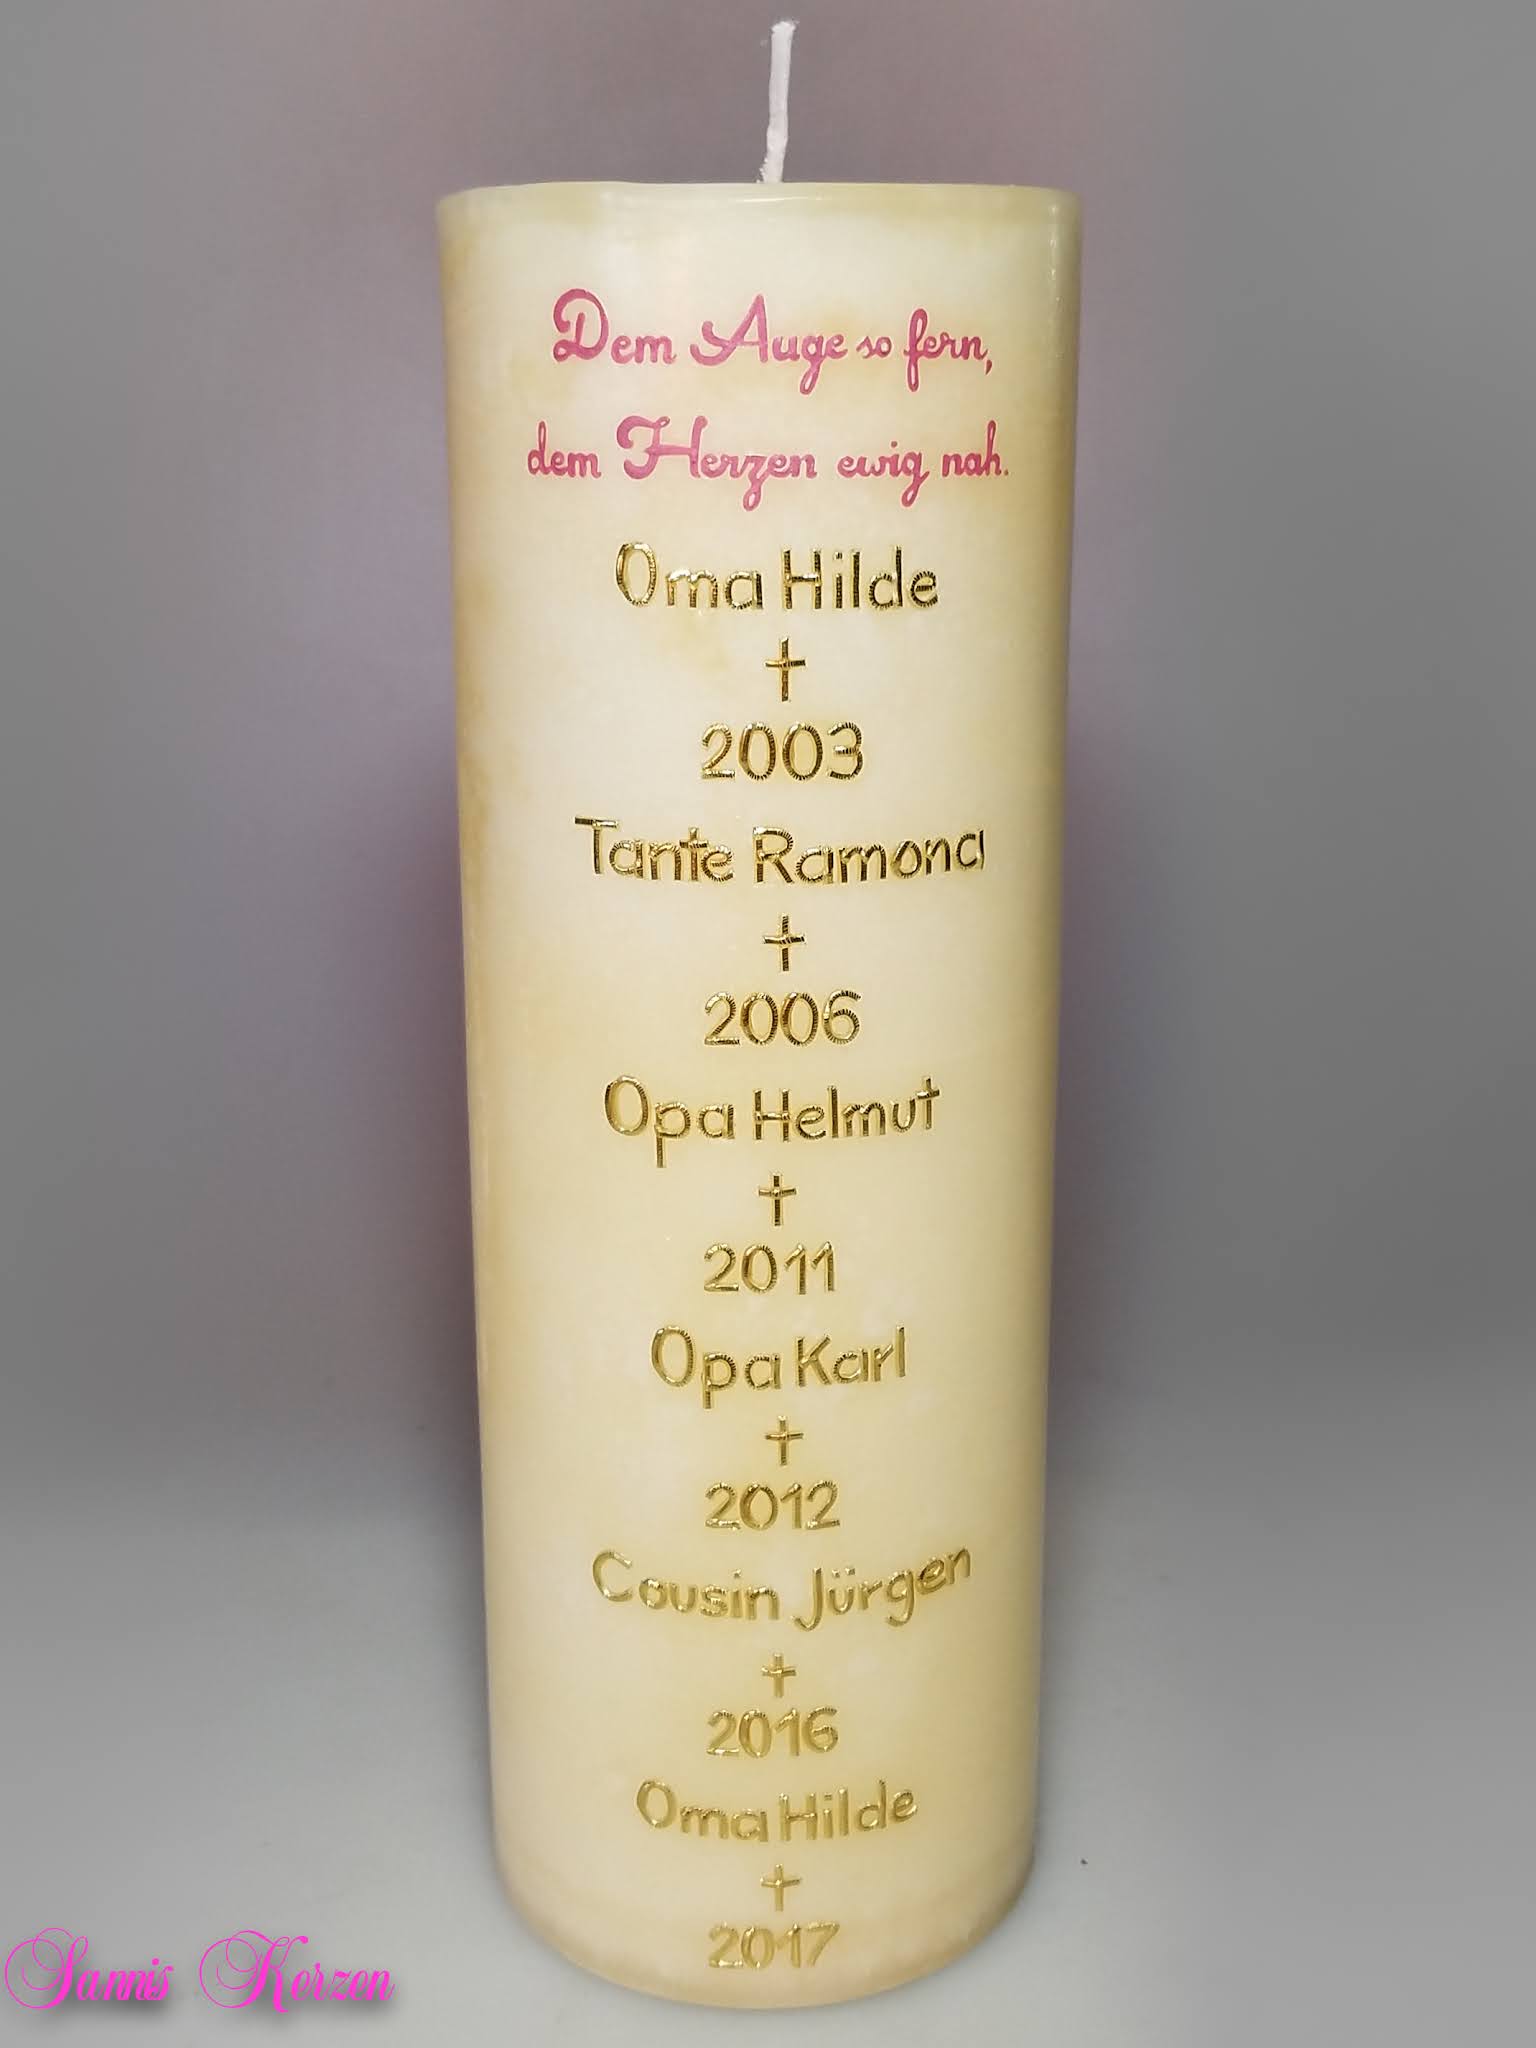 Dem Auge so fern,
dem Herzen ewig nah.
Oma Hilde
†
2003
Tante Ramona
†
2006
Opa Helmut
†
2011
Opa Karl
†
2012
Cousin Jürgen
†
2016
Oma Hilde
†
2017
Sannis Kerzen